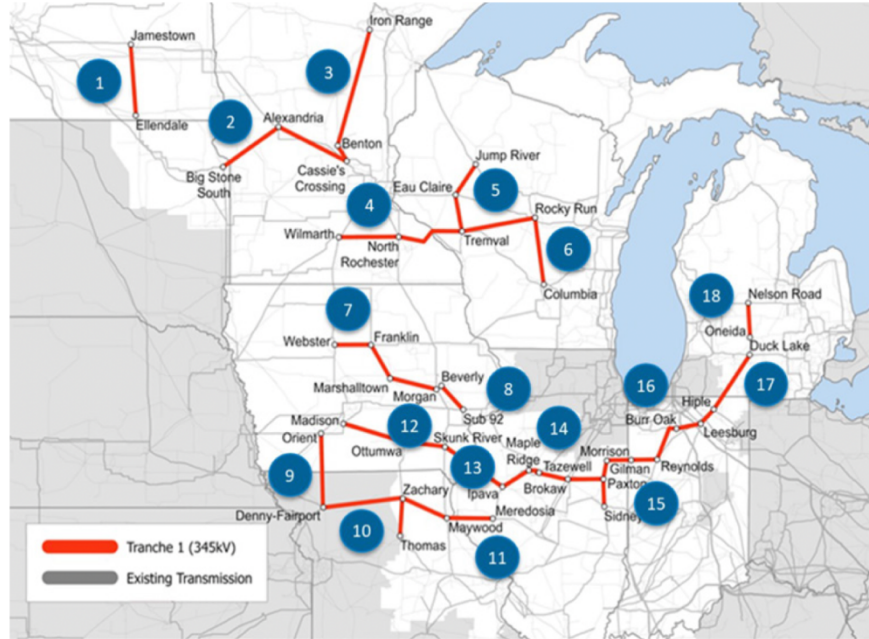 Iron Range
Jamestown
3
1
2
Ellendale
Alexandria
Benton
Jump River
Big Stone
South
Cassie's
Crossing
Eau Claire
5
4
Rocky Run
Wilmarth
North
Rochester
Tremval
6
Columbia
18
Nelson Road
7
Oneida
Webster
Franklin
Duck Lake
Marshalltown
Beverly
Morgan
8
16
17
Hiple
Sub 92
Madison
Orient
12
14
Burr Oak
Leesburg
Skunk River
Ottumwa
Maple
Ridge
Tazewell
Morrison
Gilman
Reynolds
13
9
Ipava
Brokaw
Paxton
Zachary
Denny-Fairport
Meredosia
Sidney
15
10
Maywood
Thomas
11
Tranche 1 (345kV)
Existing Transmission